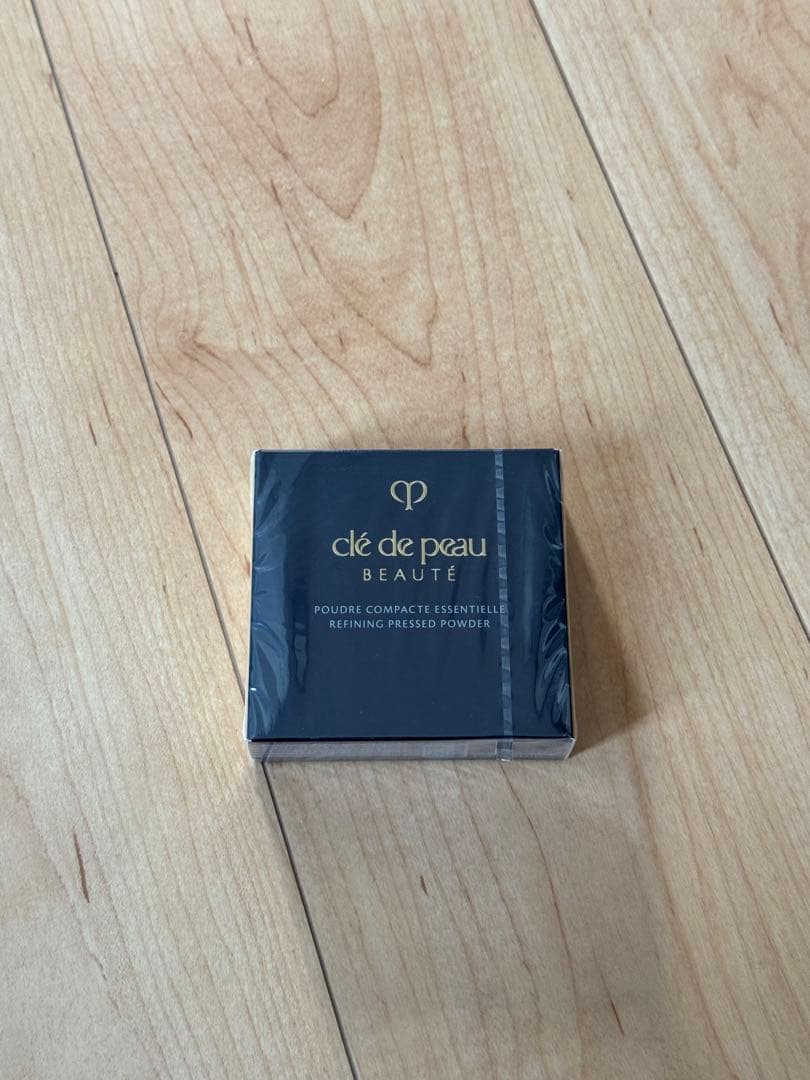 clé de peau
BEAUTÉ
POUDRE COMPACTE ESSENTIELLE
REFINING PRESSED POWDER